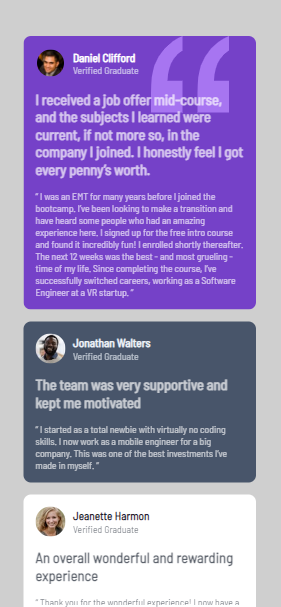 Daniel Clifford
Verified Graduate
I received a job offer mid-course,
and the subjects I learned were
current, if not more so, in the
company I joined. I honestly feel I got
every penny’s worth.
“ I was an EMT for many years before I joined the
bootcamp. I’ve been looking to make a transition and
have heard some people who had an amazing
experience here. I signed up for the free intro course
and found it incredibly fun! I enrolled shortly thereafter.
The next 12 weeks was the best - and most grueling -
time of my life. Since completing the course, I’ve
successfully switched careers, working as a Software
Engineer at a VR startup. ”
Jonathan Walters
Verified Graduate
The team was very supportive and
kept me motivated
“ I started as a total newbie with virtually no coding
skills. I now work as a mobile engineer for a big
company. This was one of the best investments I’ve
made in myself. ”
Jeanette Harmon
Verified Graduate
An overall wonderful and rewarding
experience
“ Thank you for the wonderful experience! I now have a